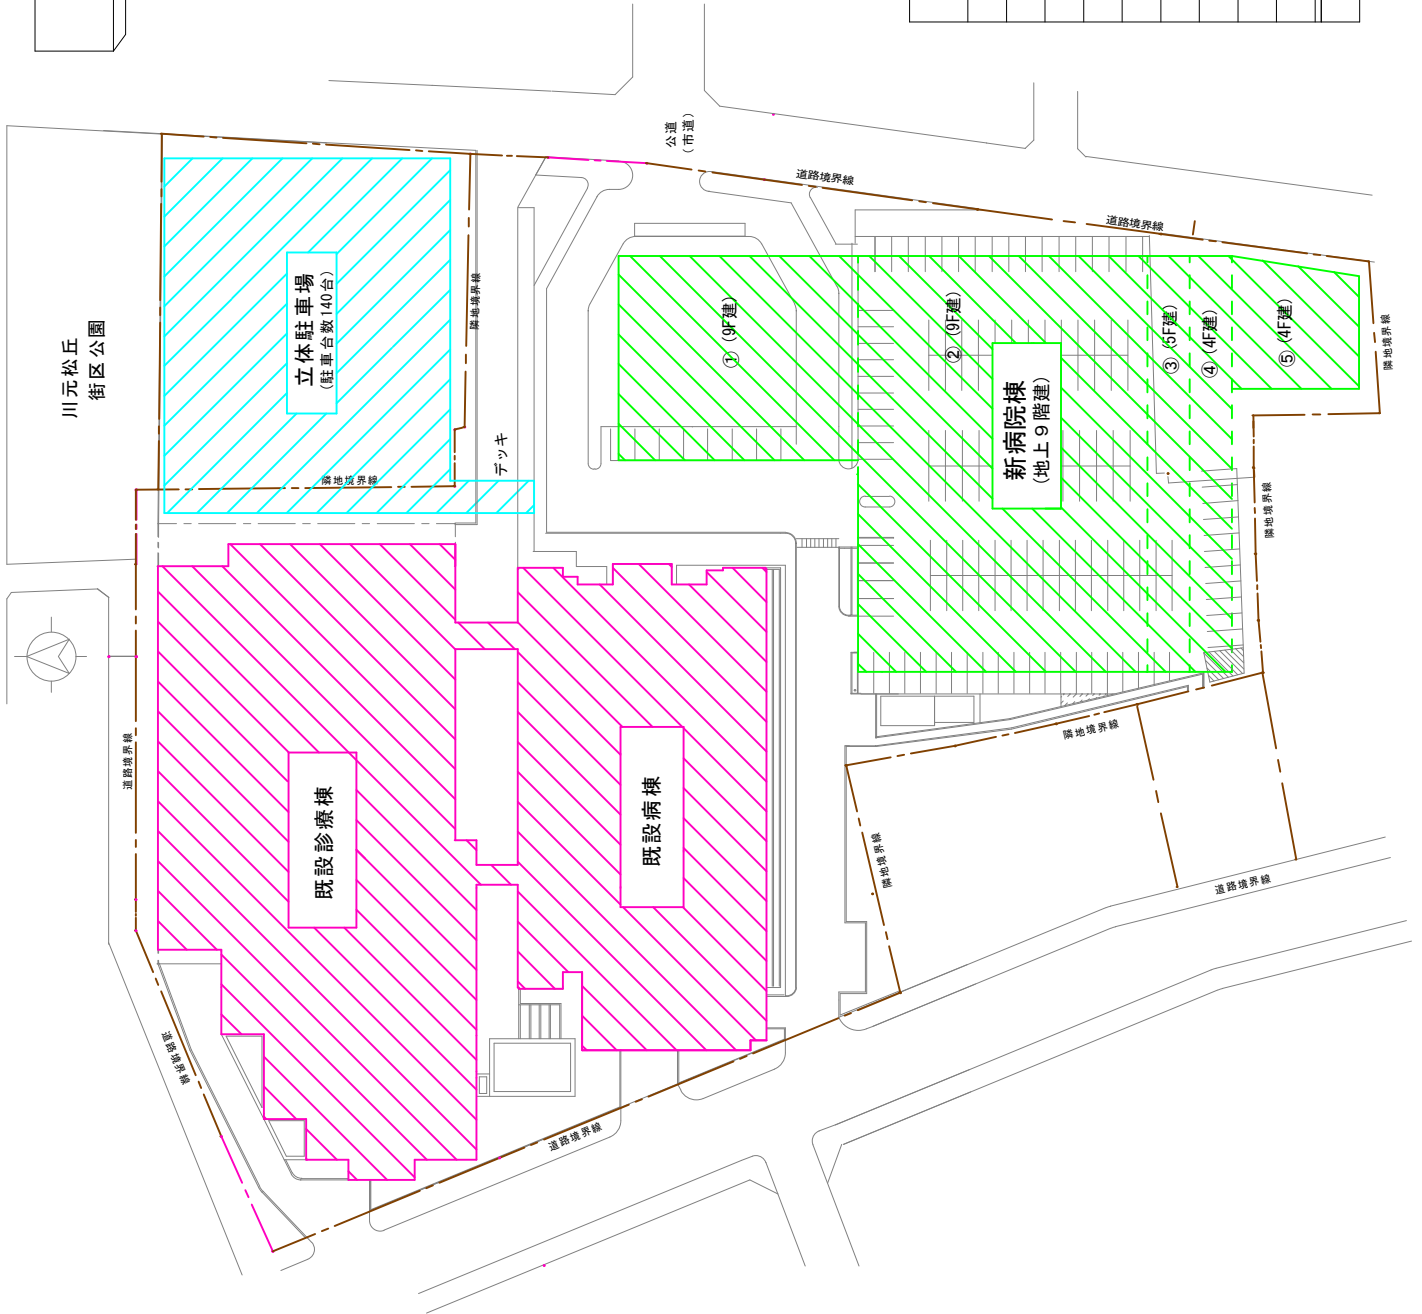 川元松丘
街区公園
立体駐車場
(駐車台数140台)
隣地境界線
隣地境界線
デッキ
公道
(市道)
道路境界線
道路境界線
① (9F建)
② (9F建)
③ (5F建)
④ (4F建)
⑤ (4F建)
新病院棟
(地上9階建)
隣地境界線
隣地境界線
隣地境界線
隣地境界線
道路境界線
既設診療棟
既設病棟
道路境界線
道路境界線
道路境界線